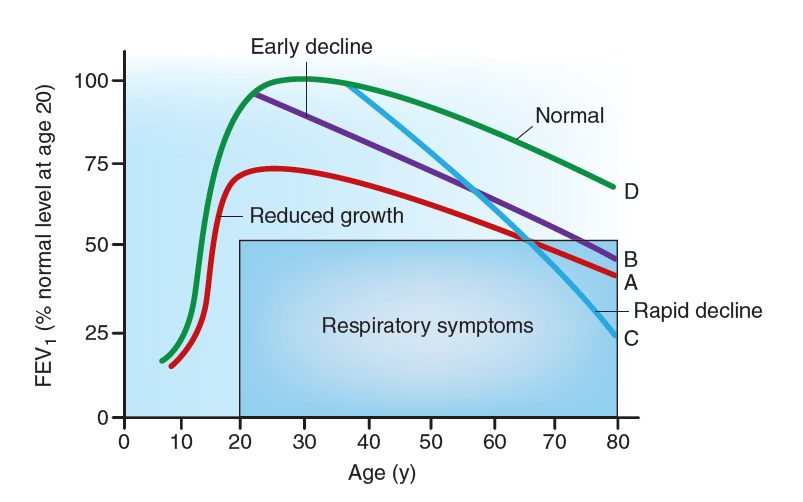 Early decline
100
Normal
75
D
Reduced growth
50
B
A
Rapid decline
Respiratory symptoms
25
C
0
0 10 20 30 40 50 60 70 80
Age (y)
FEV1 (% normal level at age 20)